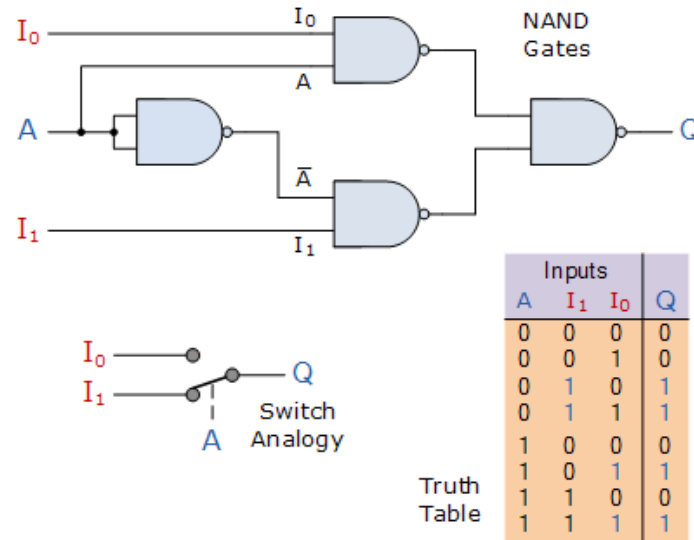 I₀
I₀
A
NAND
Gates
A
Q
A̅
I₁
I₁
I₀
I₁
Q
A
Switch
Analogy
Truth
Table
Inputs
A I₁ I₀ Q
0 0 0 0
0 0 1 0
0 1 0 1
0 1 1 1
1 0 0 0
1 0 1 1
1 1 0 0
1 1 1 1